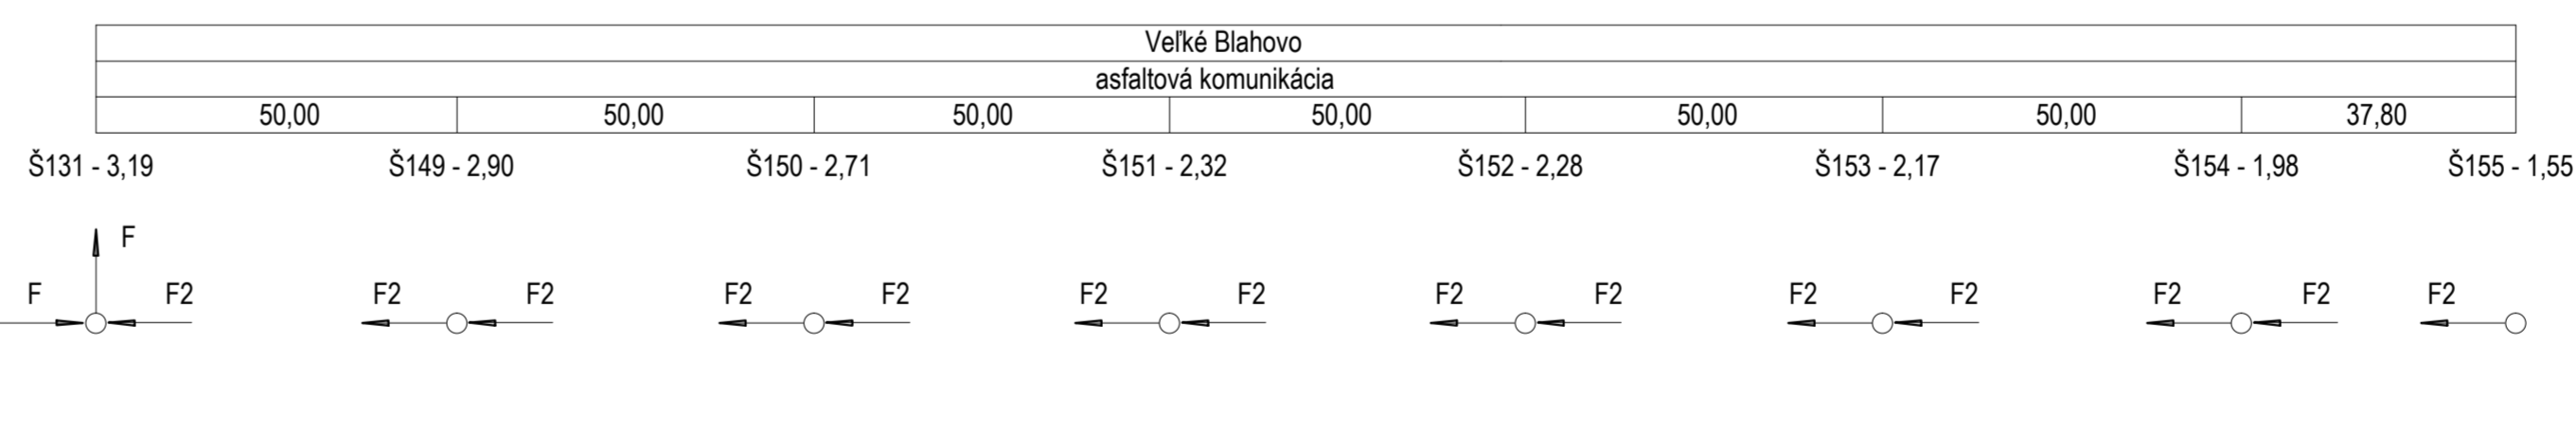 Veľké Blahovo
asfaltová komunikácia
50,00 50,00 50,00 50,00 50,00 50,00 37,80
Š131 - 3,19 Š149 - 2,90 Š150 - 2,71 Š151 - 2,32 Š152 - 2,28 Š153 - 2,17 Š154 - 1,98 Š155 - 1,55
F
F F2 F2 F2 F2 F2 F2 F2 F2 F2 F2 F2 F2 F2 F2